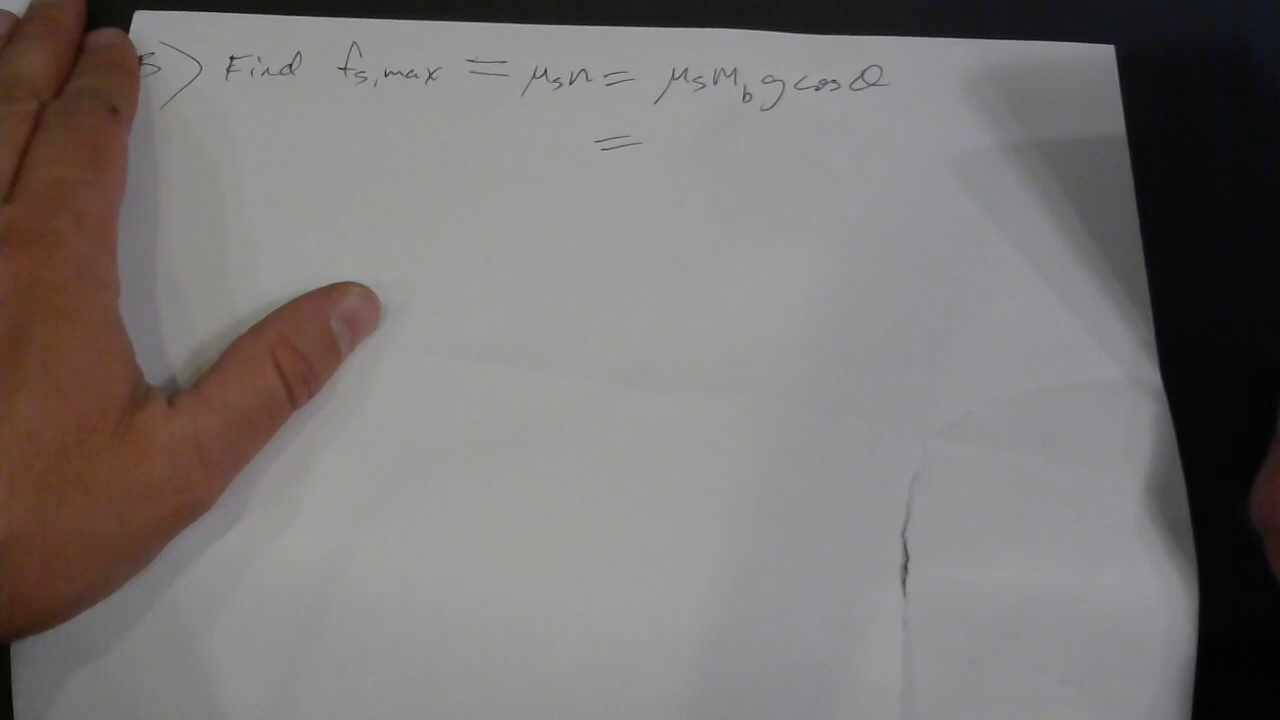 B) Find fs,max = μsn = μsmbgcosθ
=